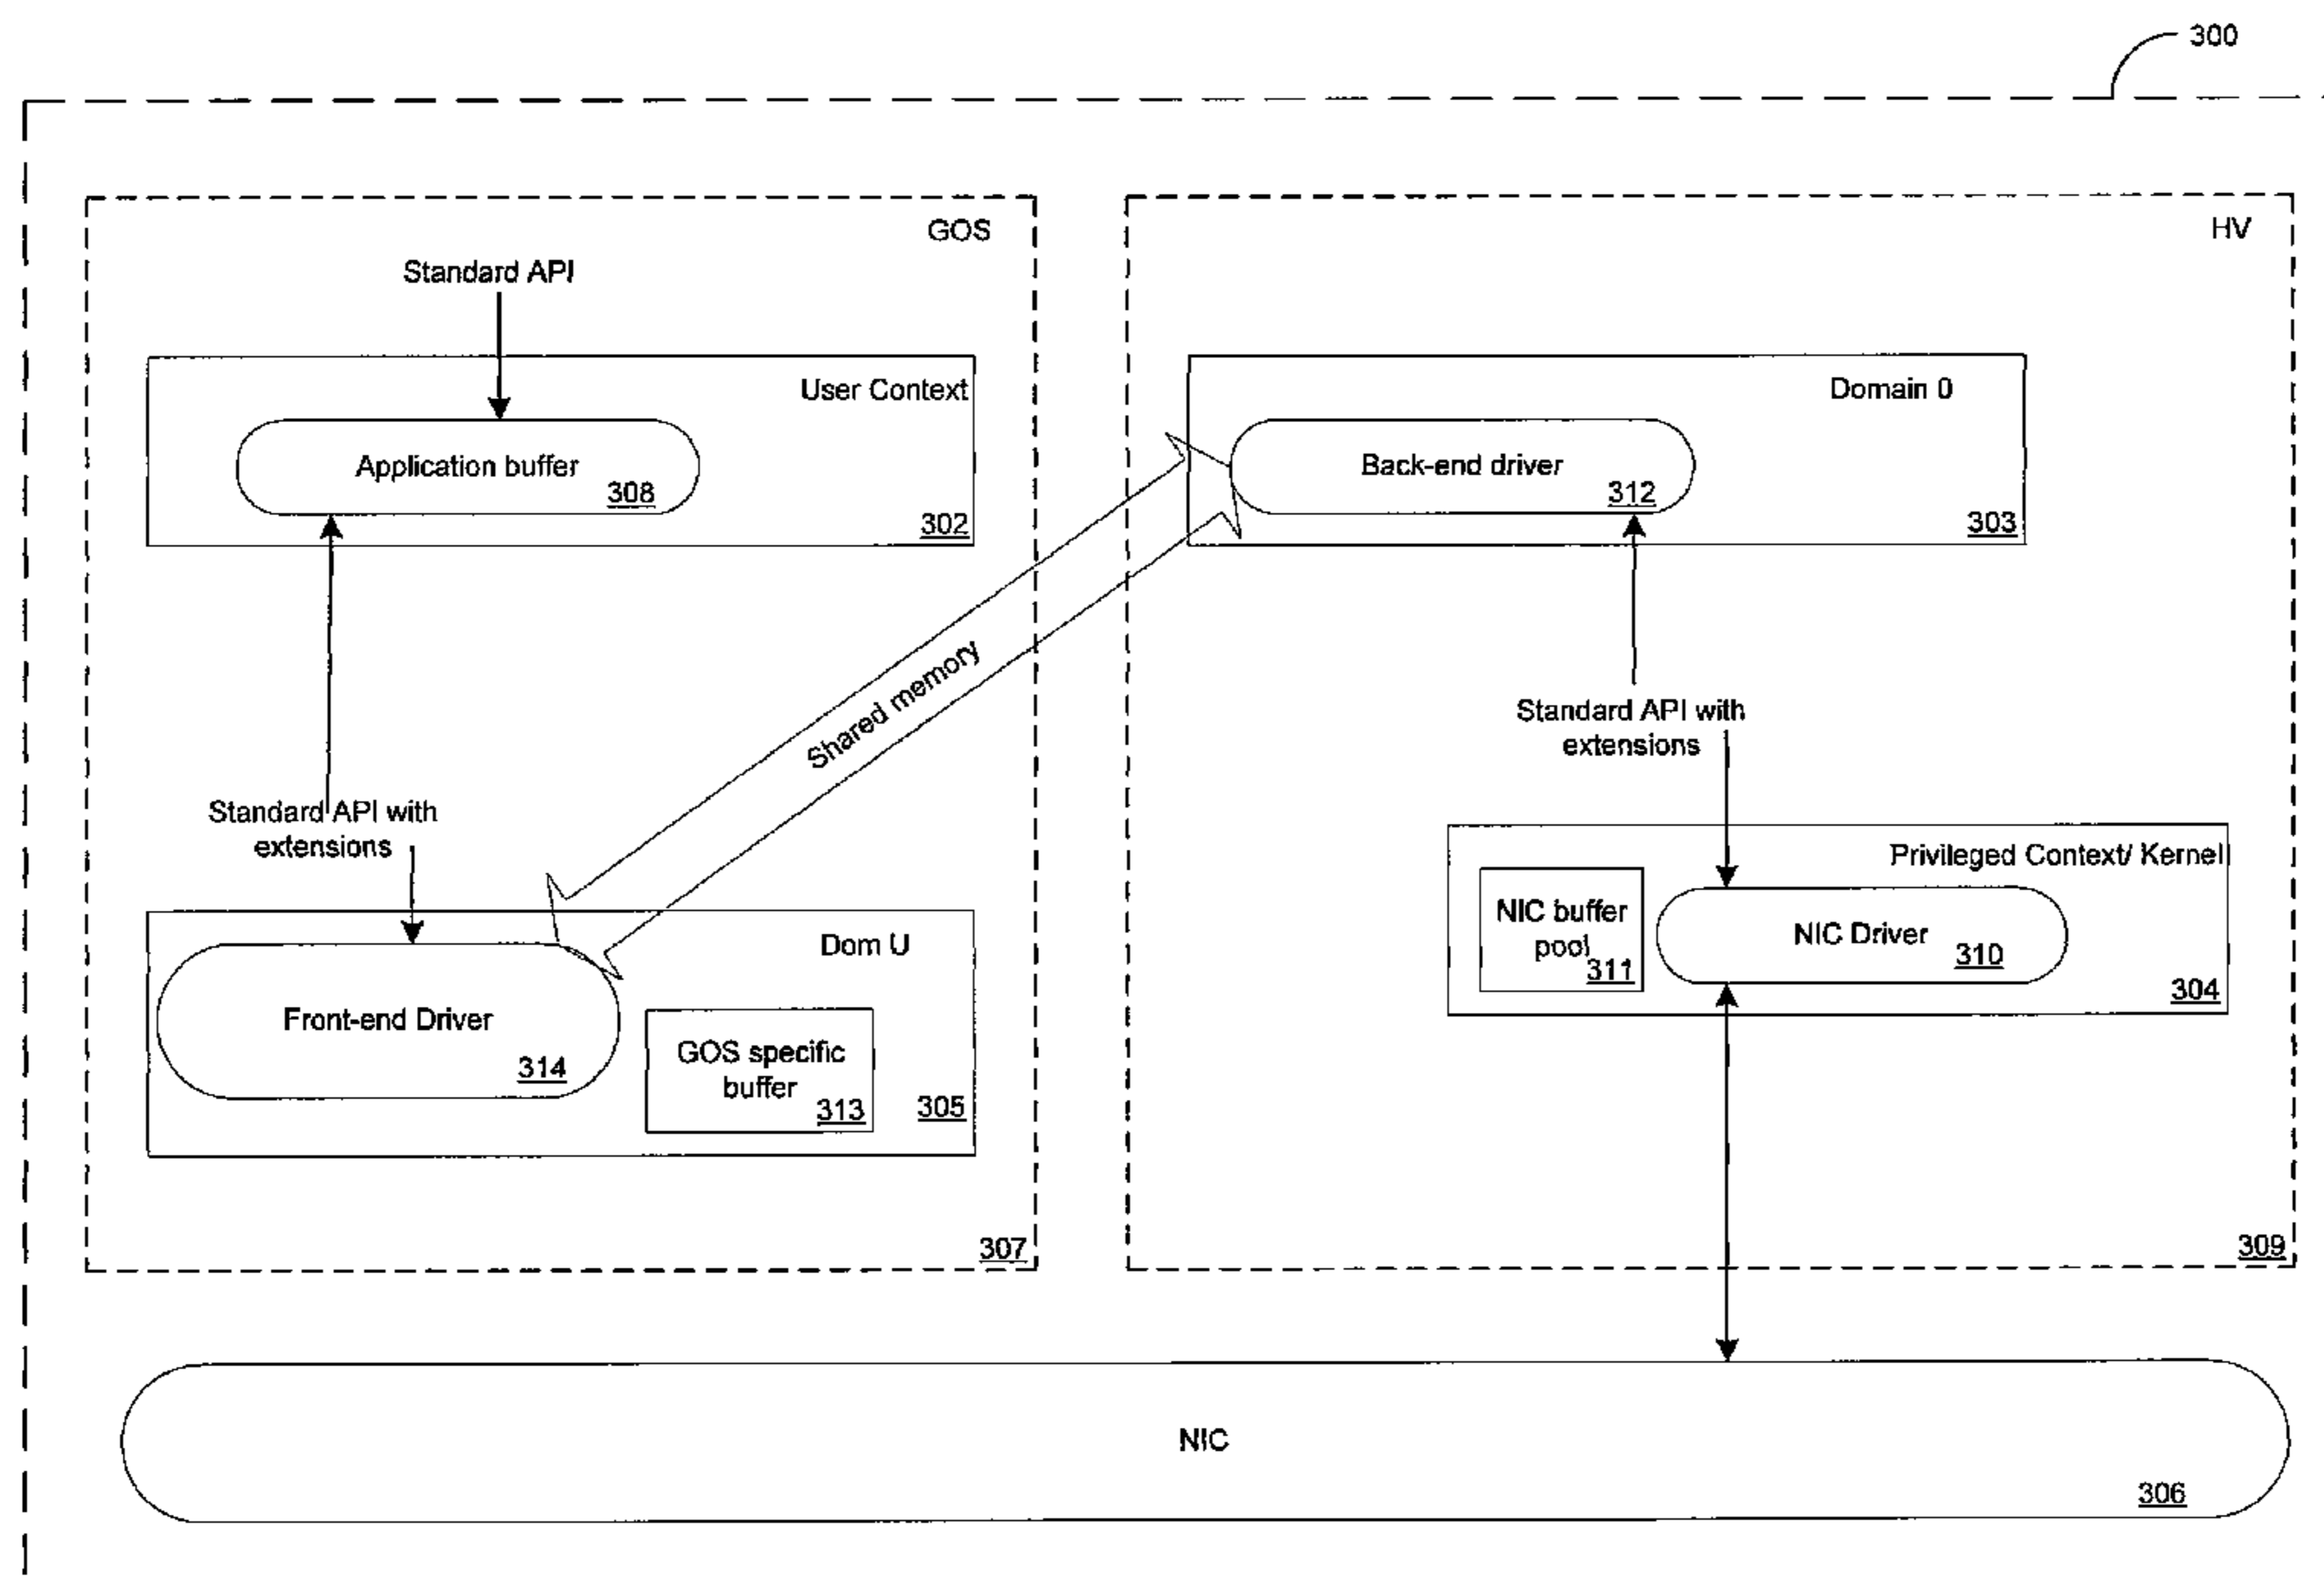 300
GOS
HV
Standard API
User Context
Application buffer
308
302
Domain 0
Back-end driver
312
303
Shared memory
Standard API with
extensions
Standard API with
extensions
Privileged Context/ Kernel
NIC buffer
pool
311
NIC Driver
310
304
Dom U
Front-end Driver
314
GOS specific
buffer
313
305
307
309
NIC
306